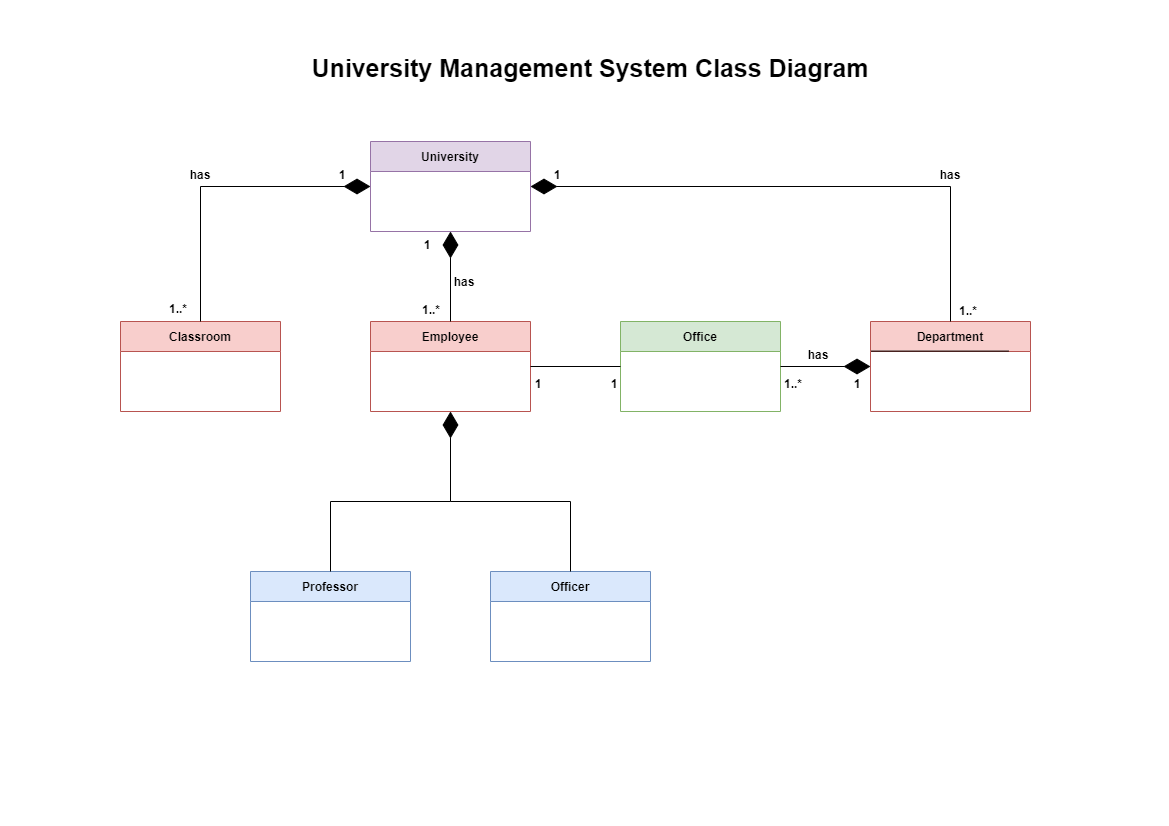 University Management System Class Diagram
University
has
1
1
has
1
has
1..*
1..*
1..*
Classroom
Employee
Office
Department
has
1
1
1..*
1
Professor
Officer